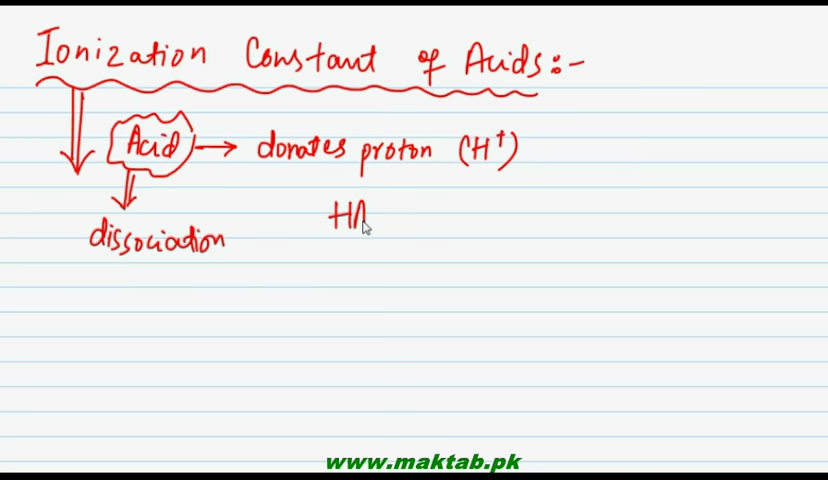 Ionization Constant of Acids:-
Acid → donates proton (H⁺)
dissociation
HA
www.maktab.pk